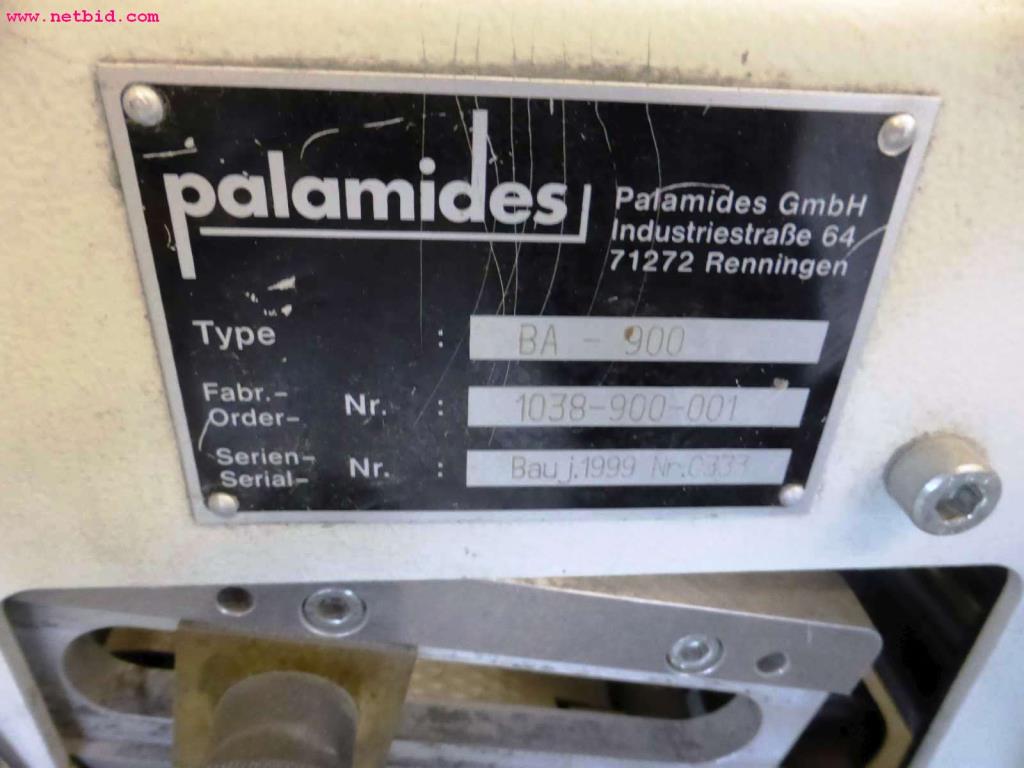 www.netbid.com
palamides
Palamides GmbH
Industriestraße 64
71272 Renningen
Type : BA - 900
Fabr.-
Order- Nr. : 1038-900-001
Serien-
Serial- Nr. : Bauj.1999 Nr.C333